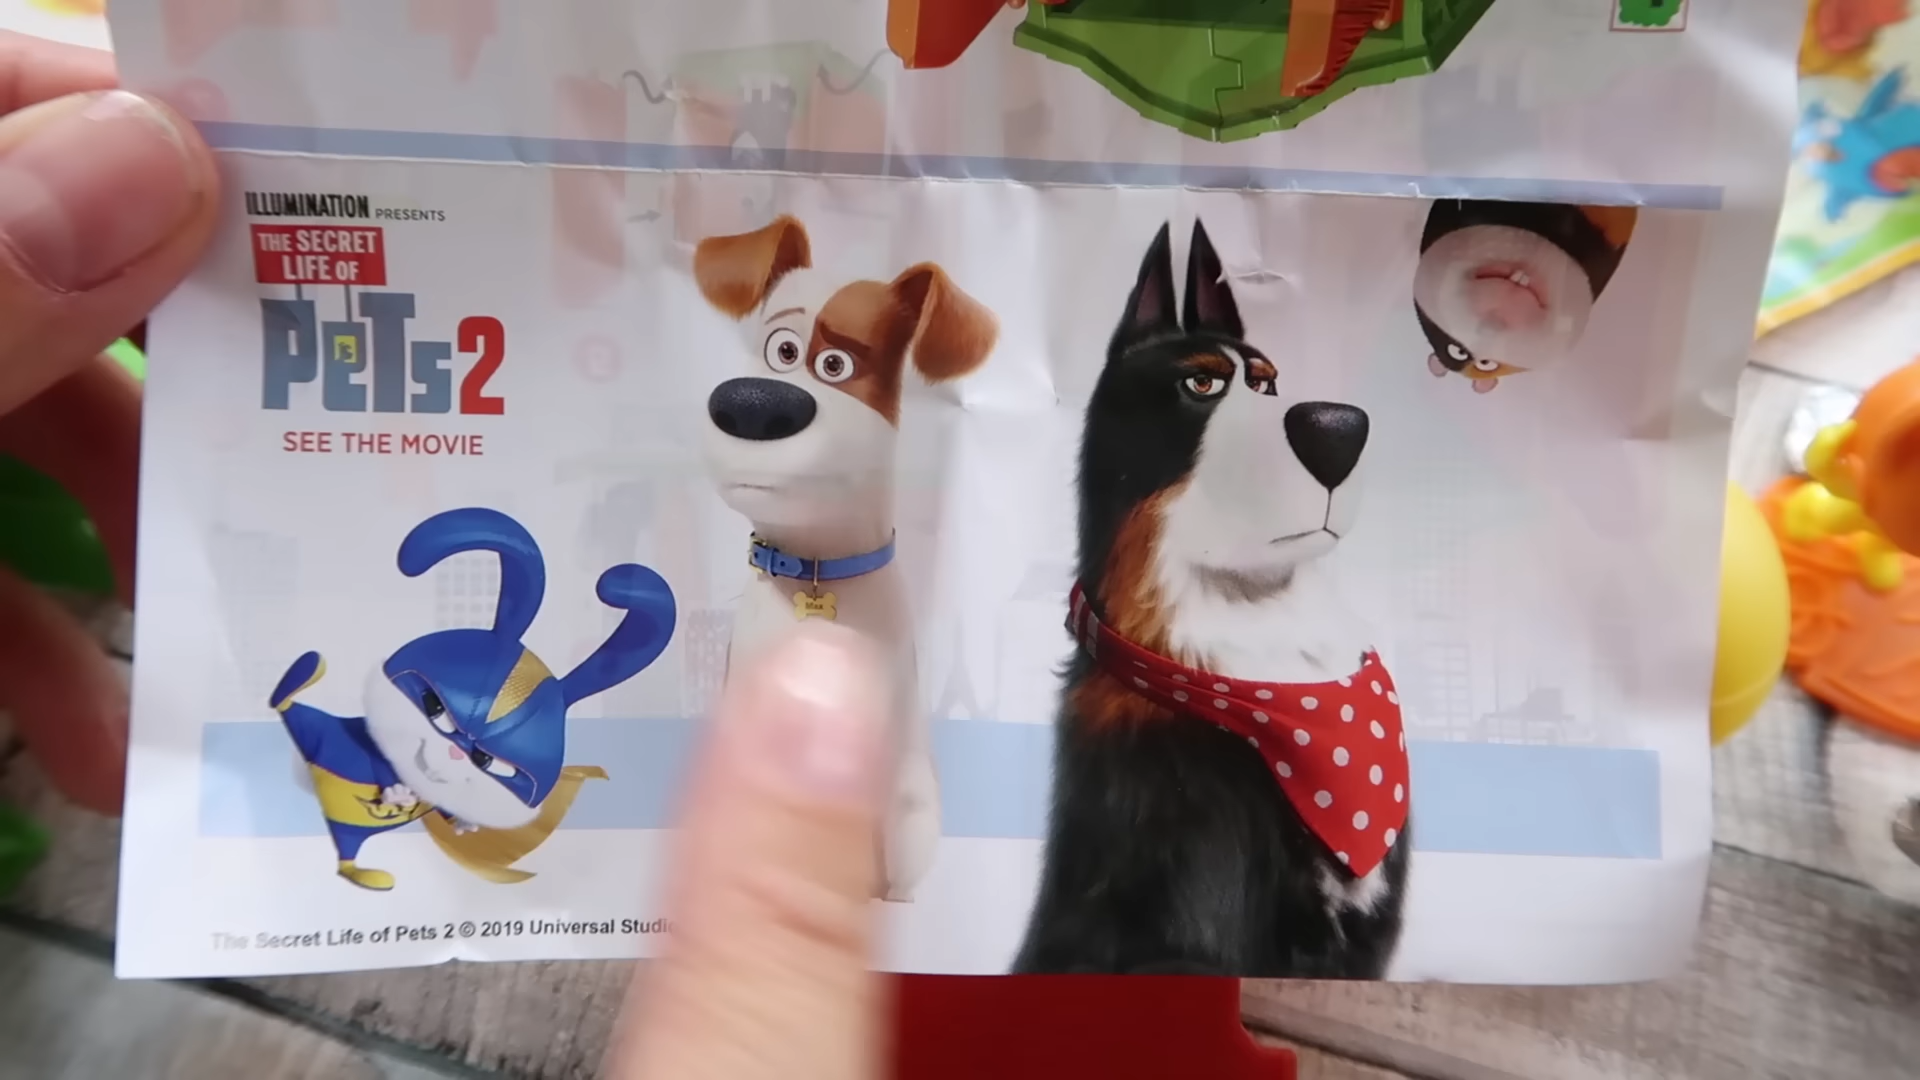 ILLUMINATION PRESENTS
THE SECRET
LIFE OF
PETS 2
SEE THE MOVIE
Max
The Secret Life of Pets 2 © 2019 Universal